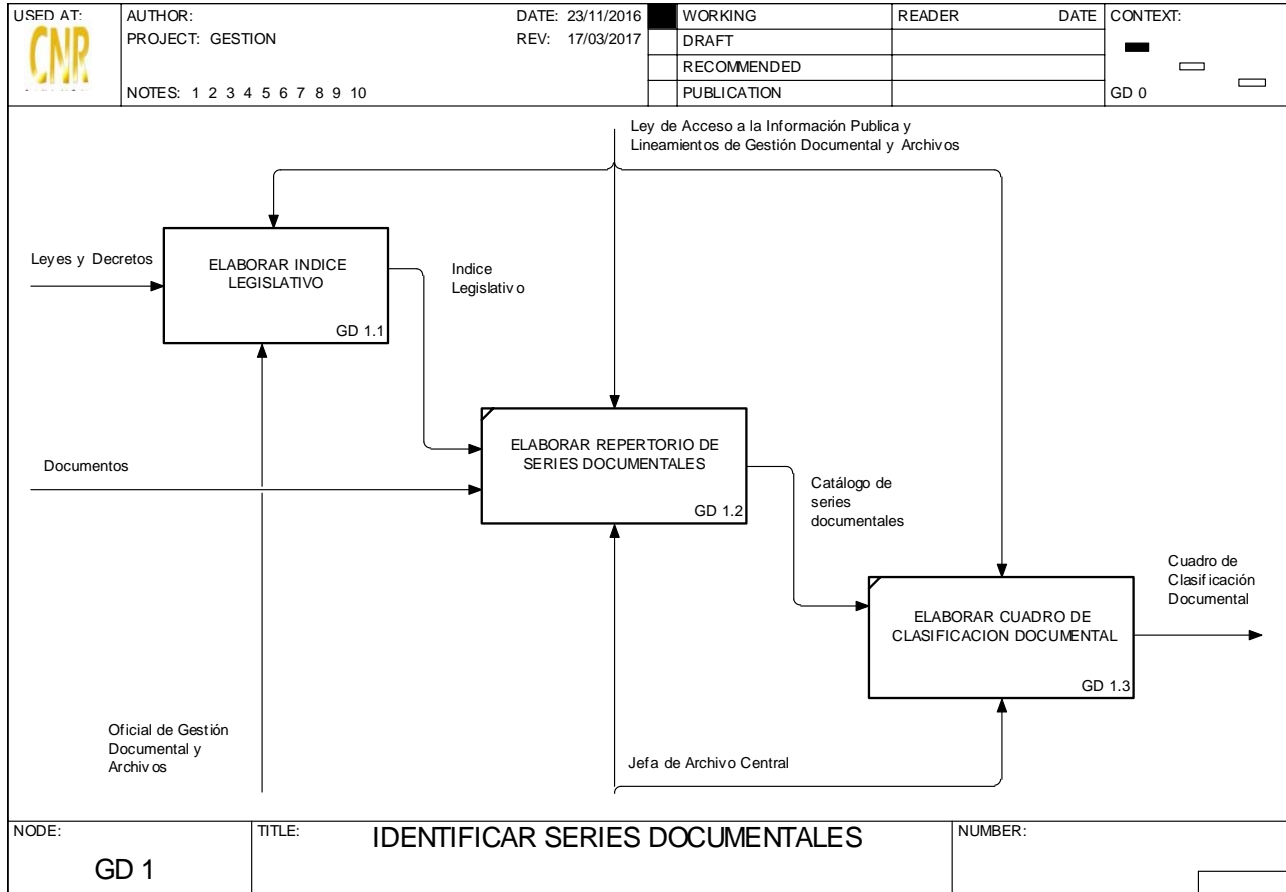 USED AT:
CNR
AUTHOR:
DATE: 23/11/2016
PROJECT: GESTION
REV: 17/03/2017
NOTES: 1 2 3 4 5 6 7 8 9 10
WORKING
DRAFT
RECOMMENDED
PUBLICATION
READER DATE
CONTEXT:
GD 0
Ley de Acceso a la Información Publica y
Lineamientos de Gestión Documental y Archivos
Leyes y Decretos
ELABORAR INDICE
LEGISLATIVO
GD 1.1
Indice
Legislativo
Documentos
ELABORAR REPERTORIO DE
SERIES DOCUMENTALES
GD 1.2
Catálogo de
series
documentales
Cuadro de
Clasificación
Documental
ELABORAR CUADRO DE
CLASIFICACION DOCUMENTAL
GD 1.3
Oficial de Gestión
Documental y
Archivos
Jefa de Archivo Central
NODE:
GD 1
TITLE:
IDENTIFICAR SERIES DOCUMENTALES
NUMBER: